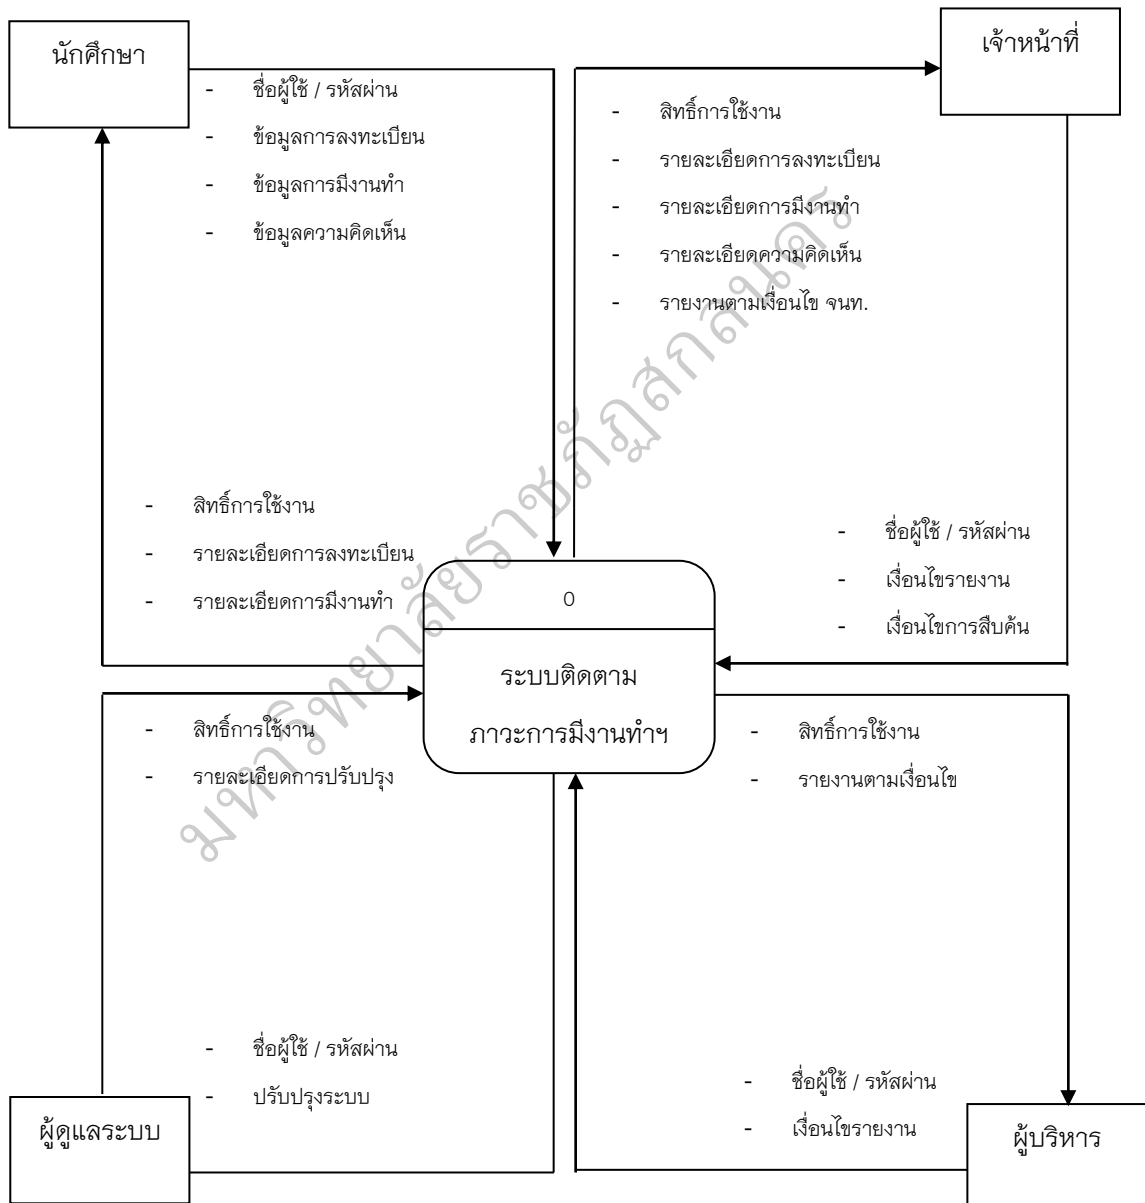 นักศึกษา
เจ้าหน้าที่
- ชื่อผู้ใช้ / รหัสผ่าน
- ข้อมูลการลงทะเบียน
- ข้อมูลการมีงานทำ
- ข้อมูลความคิดเห็น
- สิทธิ์การใช้งาน
- รายละเอียดการลงทะเบียน
- รายละเอียดการมีงานทำ
- รายละเอียดความคิดเห็น
- รายงานตามเงื่อนไข จนท.
- สิทธิ์การใช้งาน
- รายละเอียดการลงทะเบียน
- รายละเอียดการมีงานทำ
- ชื่อผู้ใช้ / รหัสผ่าน
- เงื่อนไขรายงาน
- เงื่อนไขการสืบค้น
0
ระบบติดตาม
ภาวะการมีงานทำฯ
- สิทธิ์การใช้งาน
- รายละเอียดการปรับปรุง
- สิทธิ์การใช้งาน
- รายงานตามเงื่อนไข
- ชื่อผู้ใช้ / รหัสผ่าน
- ปรับปรุงระบบ
- ชื่อผู้ใช้ / รหัสผ่าน
- เงื่อนไขรายงาน
ผู้ดูแลระบบ
ผู้บริหาร
มหาวิทยาลัยราชภัฏสกลนคร